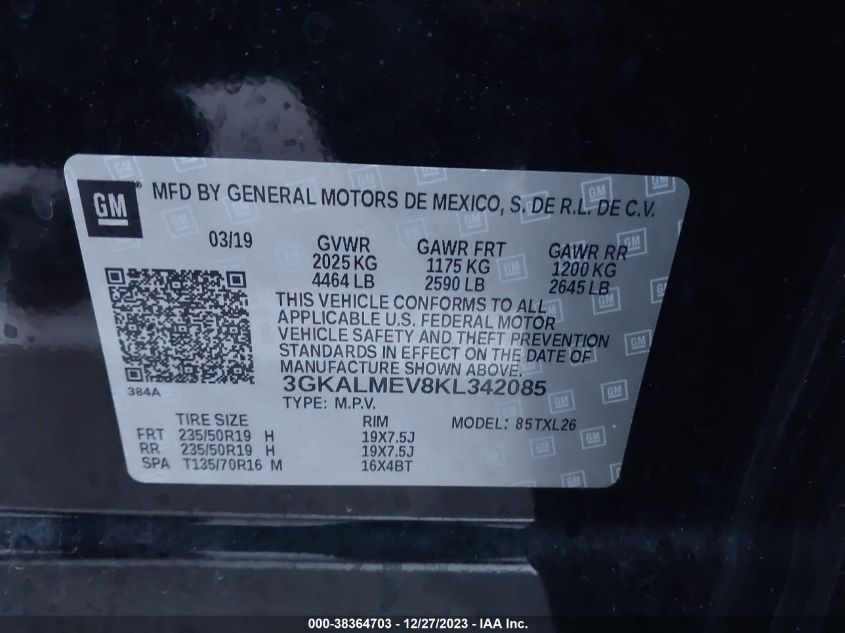 GM® MFD BY GENERAL MOTORS DE MEXICO, S. DE R.L. DE C.V.
03/19 GVWR GAWR FRT GAWR RR
2025 KG 1175 KG 1200 KG
4464 LB 2590 LB 2645 LB
THIS VEHICLE CONFORMS TO ALL
APPLICABLE U.S. FEDERAL MOTOR
VEHICLE SAFETY AND THEFT PREVENTION
STANDARDS IN EFFECT ON THE DATE OF
MANUFACTURE SHOWN ABOVE.
384A 3GKALMEV8KL342085
TYPE: M.P.V.
TIRE SIZE RIM MODEL: 85TXL26
FRT 235/50R19 H 19X7.5J
RR 235/50R19 H 19X7.5J
SPA T135/70R16 M 16X4BT
000-38364703 - 12/27/2023 - IAA Inc.